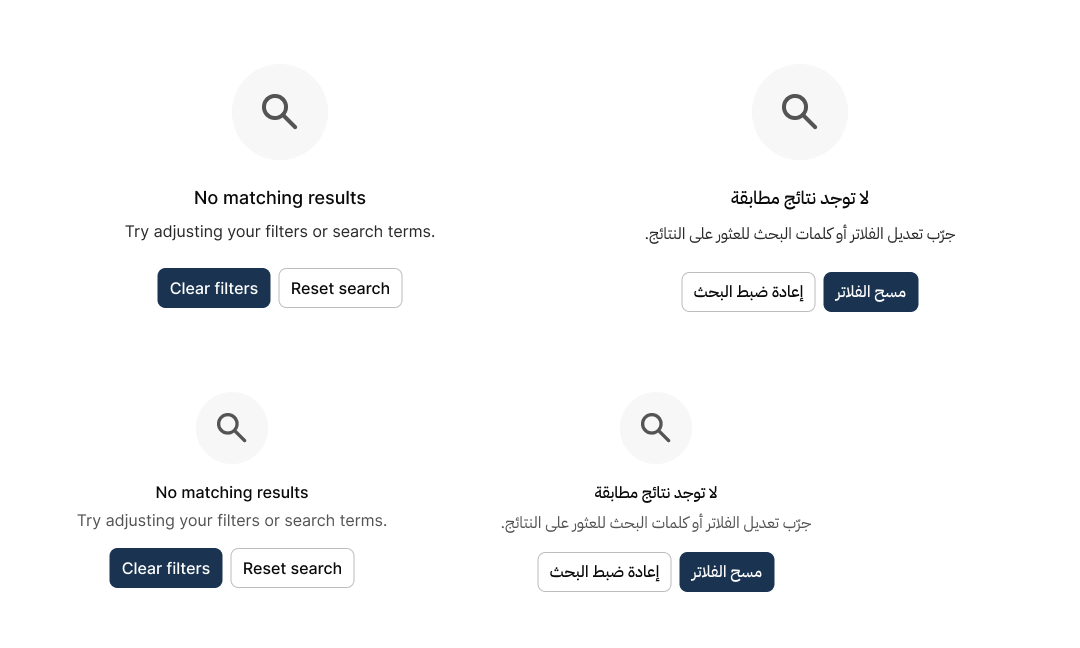 No matching results
Try adjusting your filters or search terms.
Clear filters
Reset search
لا توجد نتائج مطابقة
جرّب تعديل الفلاتر أو كلمات البحث للعثور على النتائج.
مسح الفلاتر
إعادة ضبط البحث
No matching results
Try adjusting your filters or search terms.
Clear filters
Reset search
لا توجد نتائج مطابقة
جرّب تعديل الفلاتر أو كلمات البحث للعثور على النتائج.
مسح الفلاتر
إعادة ضبط البحث